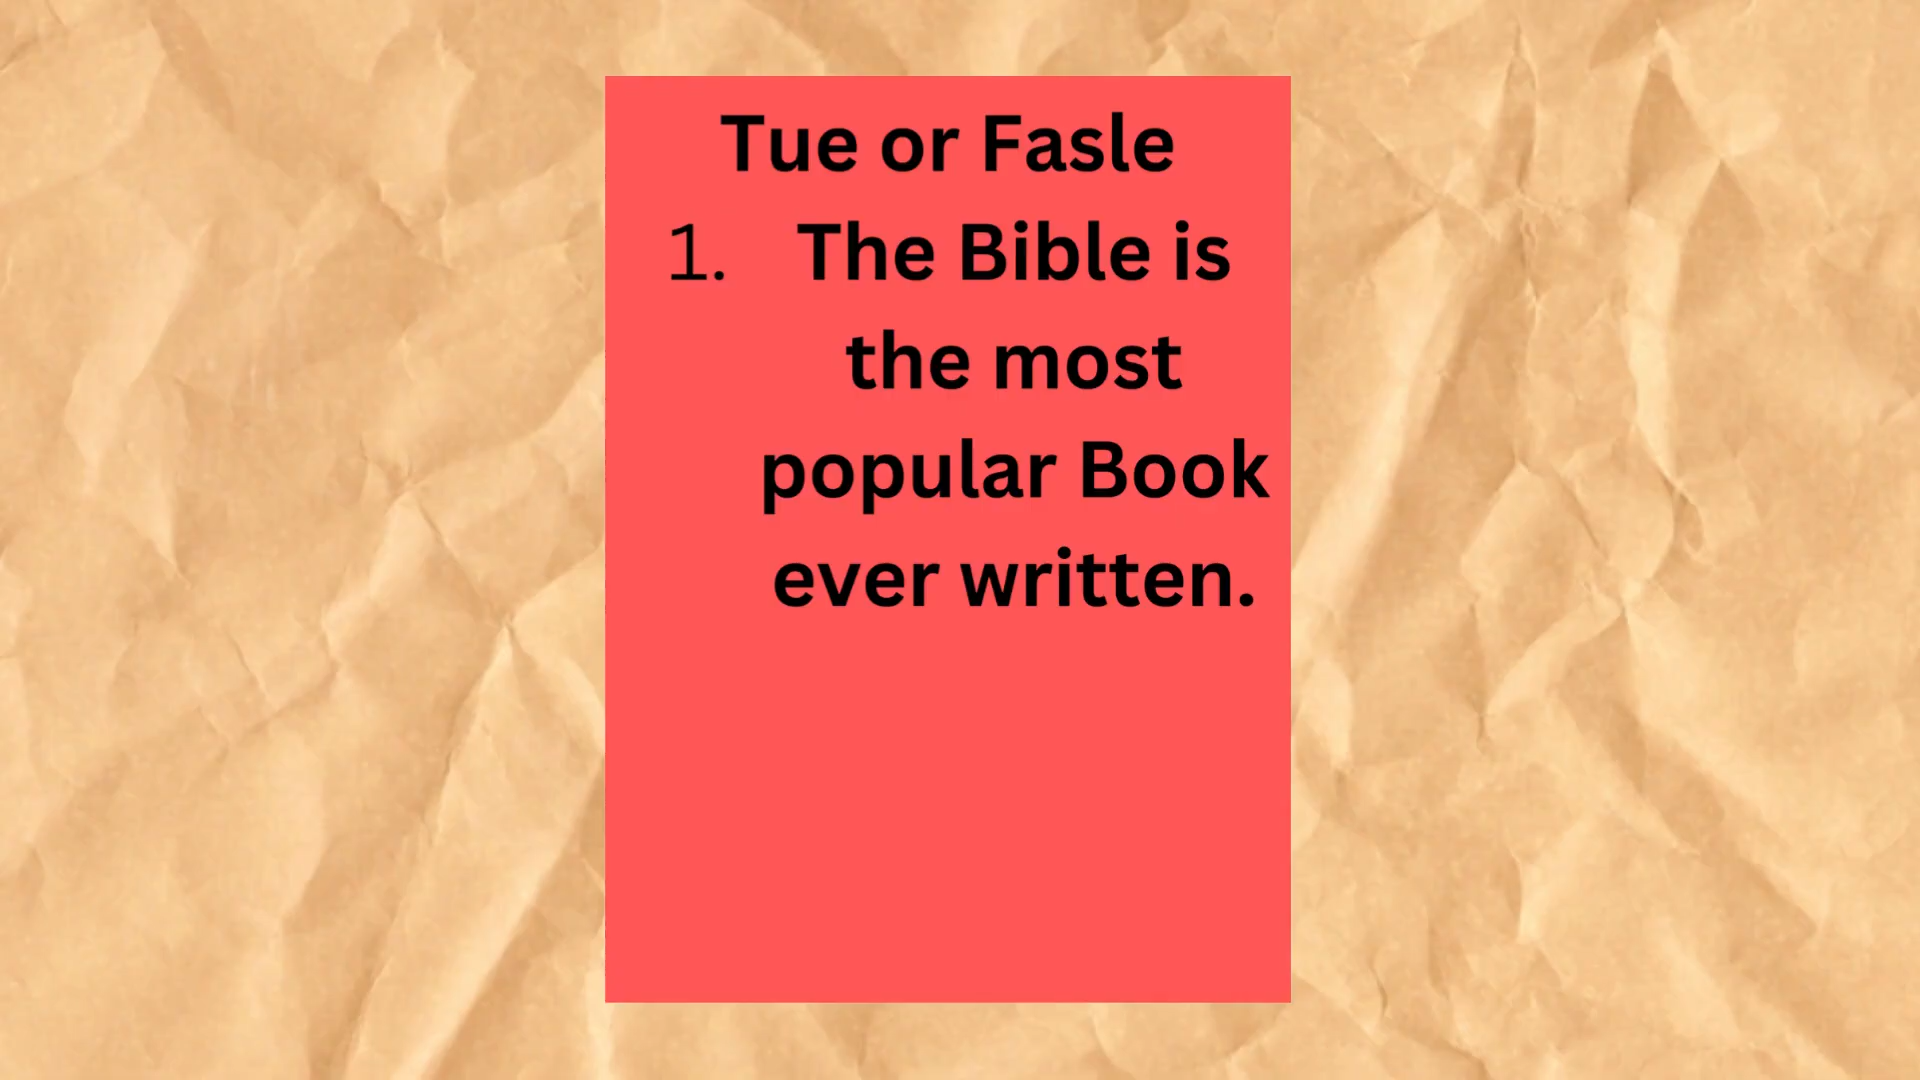 Tue or Fasle
1. The Bible is
the most
popular Book
ever written.